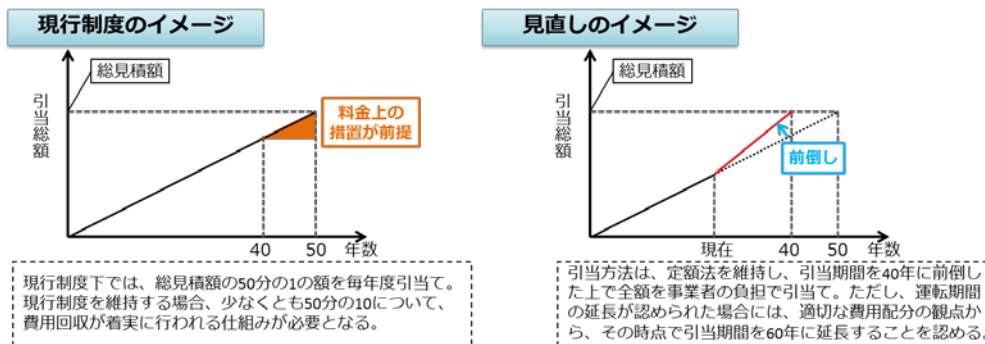 現行制度のイメージ
総見積額
引当総額
料金上の
措置が前提
40
50
年数
現行制度下では、総見積額の50分の1の額を毎年度引当て。
現行制度を維持する場合、少なくとも50分の10について、
費用回収が着実に行われる仕組みが必要となる。
見直しのイメージ
総見積額
引当総額
前倒し
現在
40
50
年数
引当方法は、定額法を維持し、引当期間を40年に前倒し
た上で全額を事業者の負担で引当て。ただし、運転期間
の延長が認められた場合には、適切な費用配分の観点か
ら、その時点で引当期間を60年に延長することを認める。